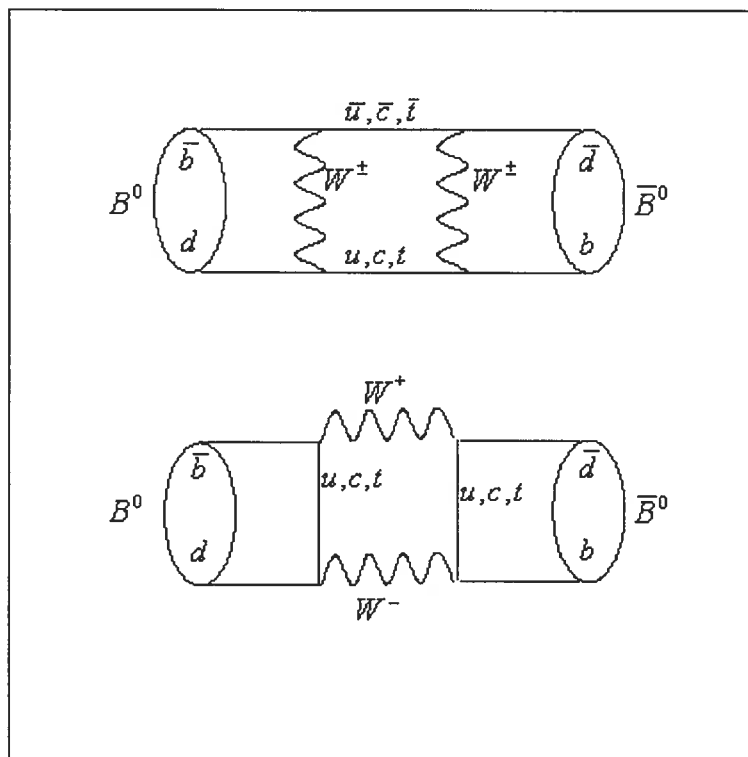 u̅, c̅, t̅
b̅ W^± W^± d̅
B⁰ B̅⁰
d u, c, t b
W⁺
b̅ d̅
u, c, t u, c, t
B⁰ B̅⁰
d b
W⁻